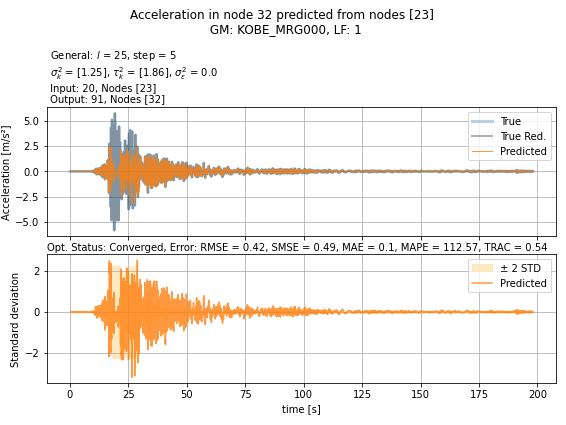 Acceleration in node 32 predicted from nodes [23]
GM: KOBE_MRG000, LF: 1
General: l = 25, step = 5
σ²ₖ = [1.25], τ²ₖ = [1.86], σ²ε = 0.0
Input: 20, Nodes [23]
Output: 91, Nodes [32]
Acceleration [m/s²]
5.0
2.5
0.0
−2.5
−5.0
True
True Red.
Predicted
Opt. Status: Converged, Error: RMSE = 0.42, SMSE = 0.49, MAE = 0.1, MAPE = 112.57, TRAC = 0.54
Standard deviation
2
0
−2
± 2 STD
Predicted
0 25 50 75 100 125 150 175 200
time [s]